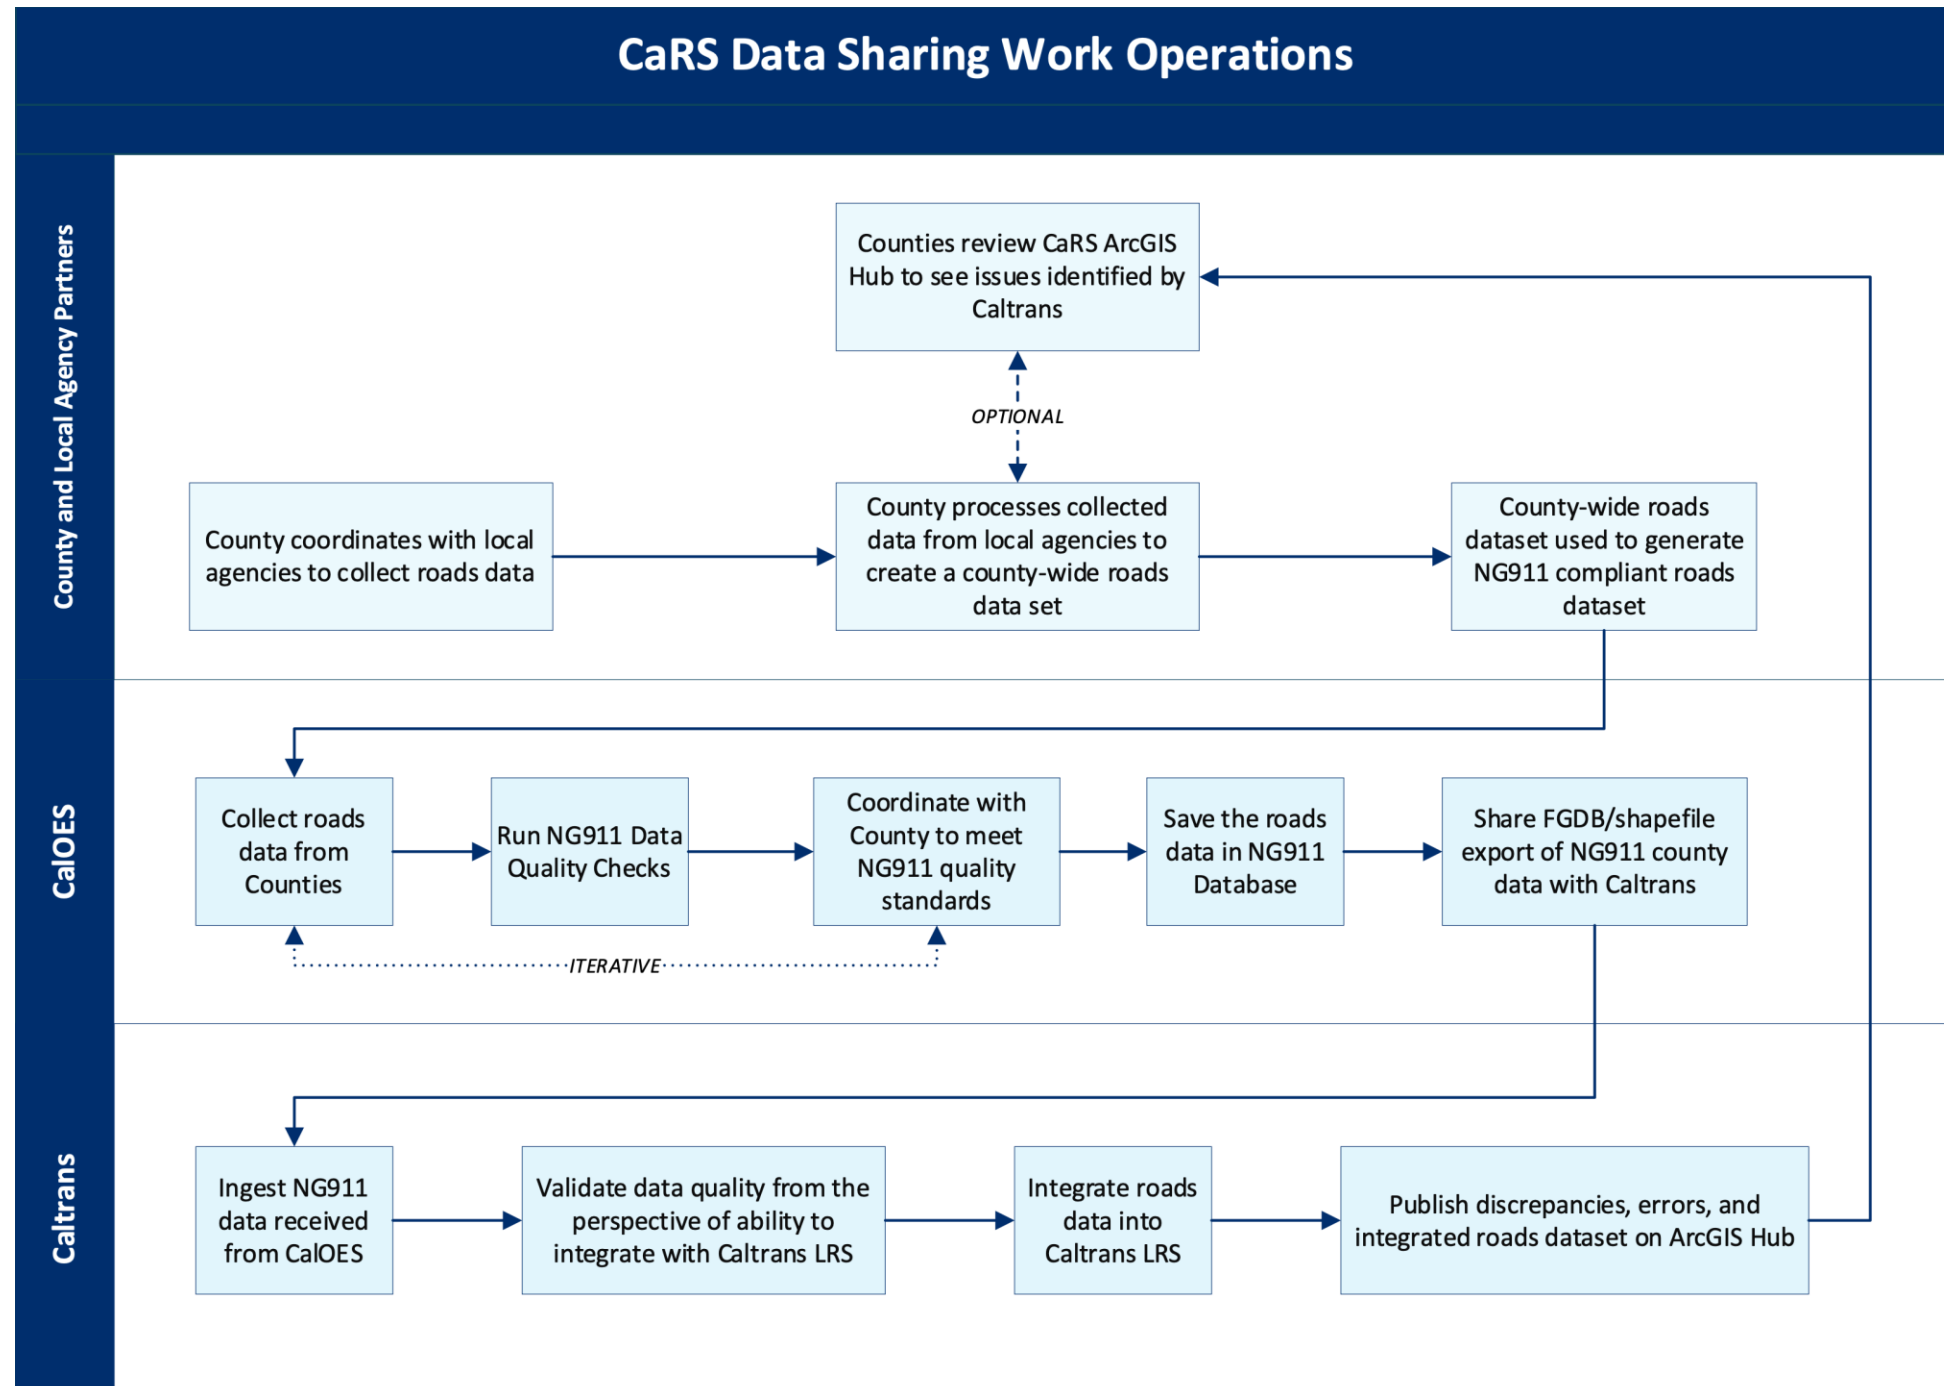 CaRS Data Sharing Work Operations
County and Local Agency Partners
Counties review CaRS ArcGIS
Hub to see issues identified by
Caltrans
OPTIONAL
County coordinates with local
agencies to collect roads data
County processes collected
data from local agencies to
create a county-wide roads
data set
County-wide roads
dataset used to generate
NG911 compliant roads
dataset
CalOES
Collect roads
data from
Counties
Run NG911 Data
Quality Checks
Coordinate with
County to meet
NG911 quality
standards
Save the roads
data in NG911
Database
Share FGDB/shapefile
export of NG911 county
data with Caltrans
ITERATIVE
Caltrans
Ingest NG911
data received
from CalOES
Validate data quality from the
perspective of ability to
integrate with Caltrans LRS
Integrate roads
data into
Caltrans LRS
Publish discrepancies, errors, and
integrated roads dataset on ArcGIS Hub